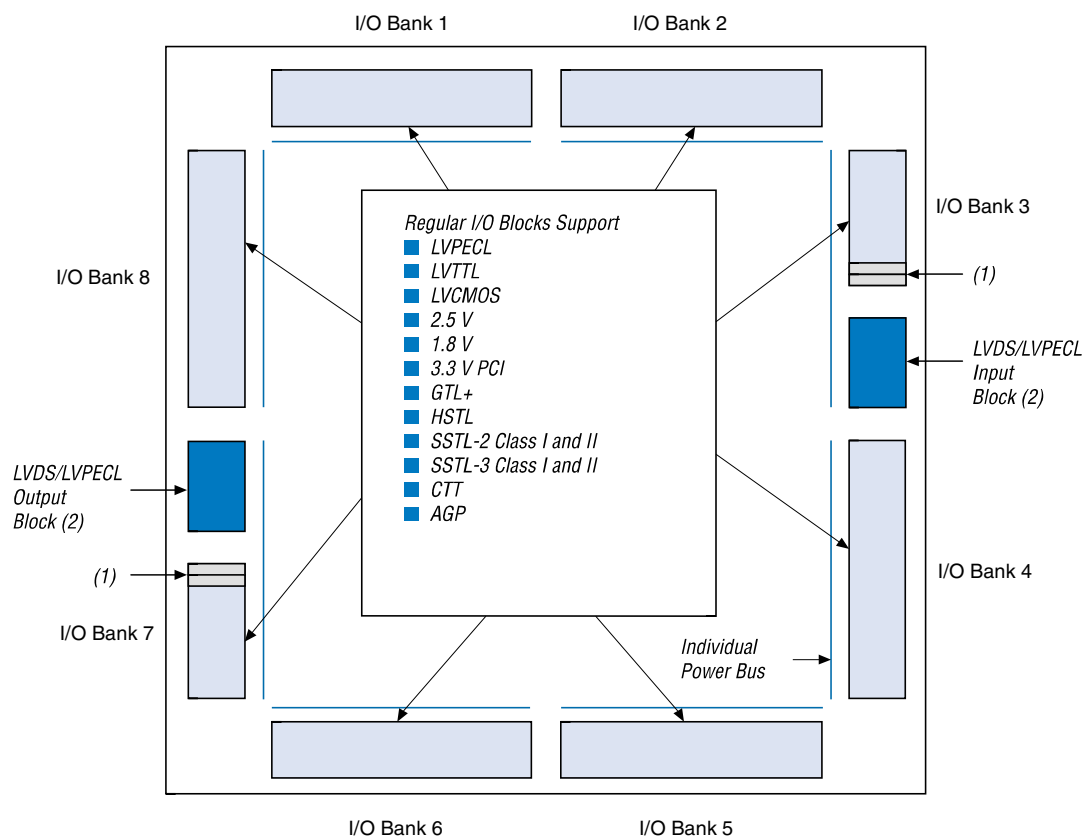 I/O Bank 1
I/O Bank 2
I/O Bank 8
Regular I/O Blocks Support
LVPECL
LVTTL
LVCMOS
2.5 V
1.8 V
3.3 V PCI
GTL+
HSTL
SSTL-2 Class I and II
SSTL-3 Class I and II
CTT
AGP
I/O Bank 3
(1)
LVDS/LVPECL
Input
Block (2)
LVDS/LVPECL
Output
Block (2)
(1)
I/O Bank 7
I/O Bank 4
Individual
Power Bus
I/O Bank 6
I/O Bank 5